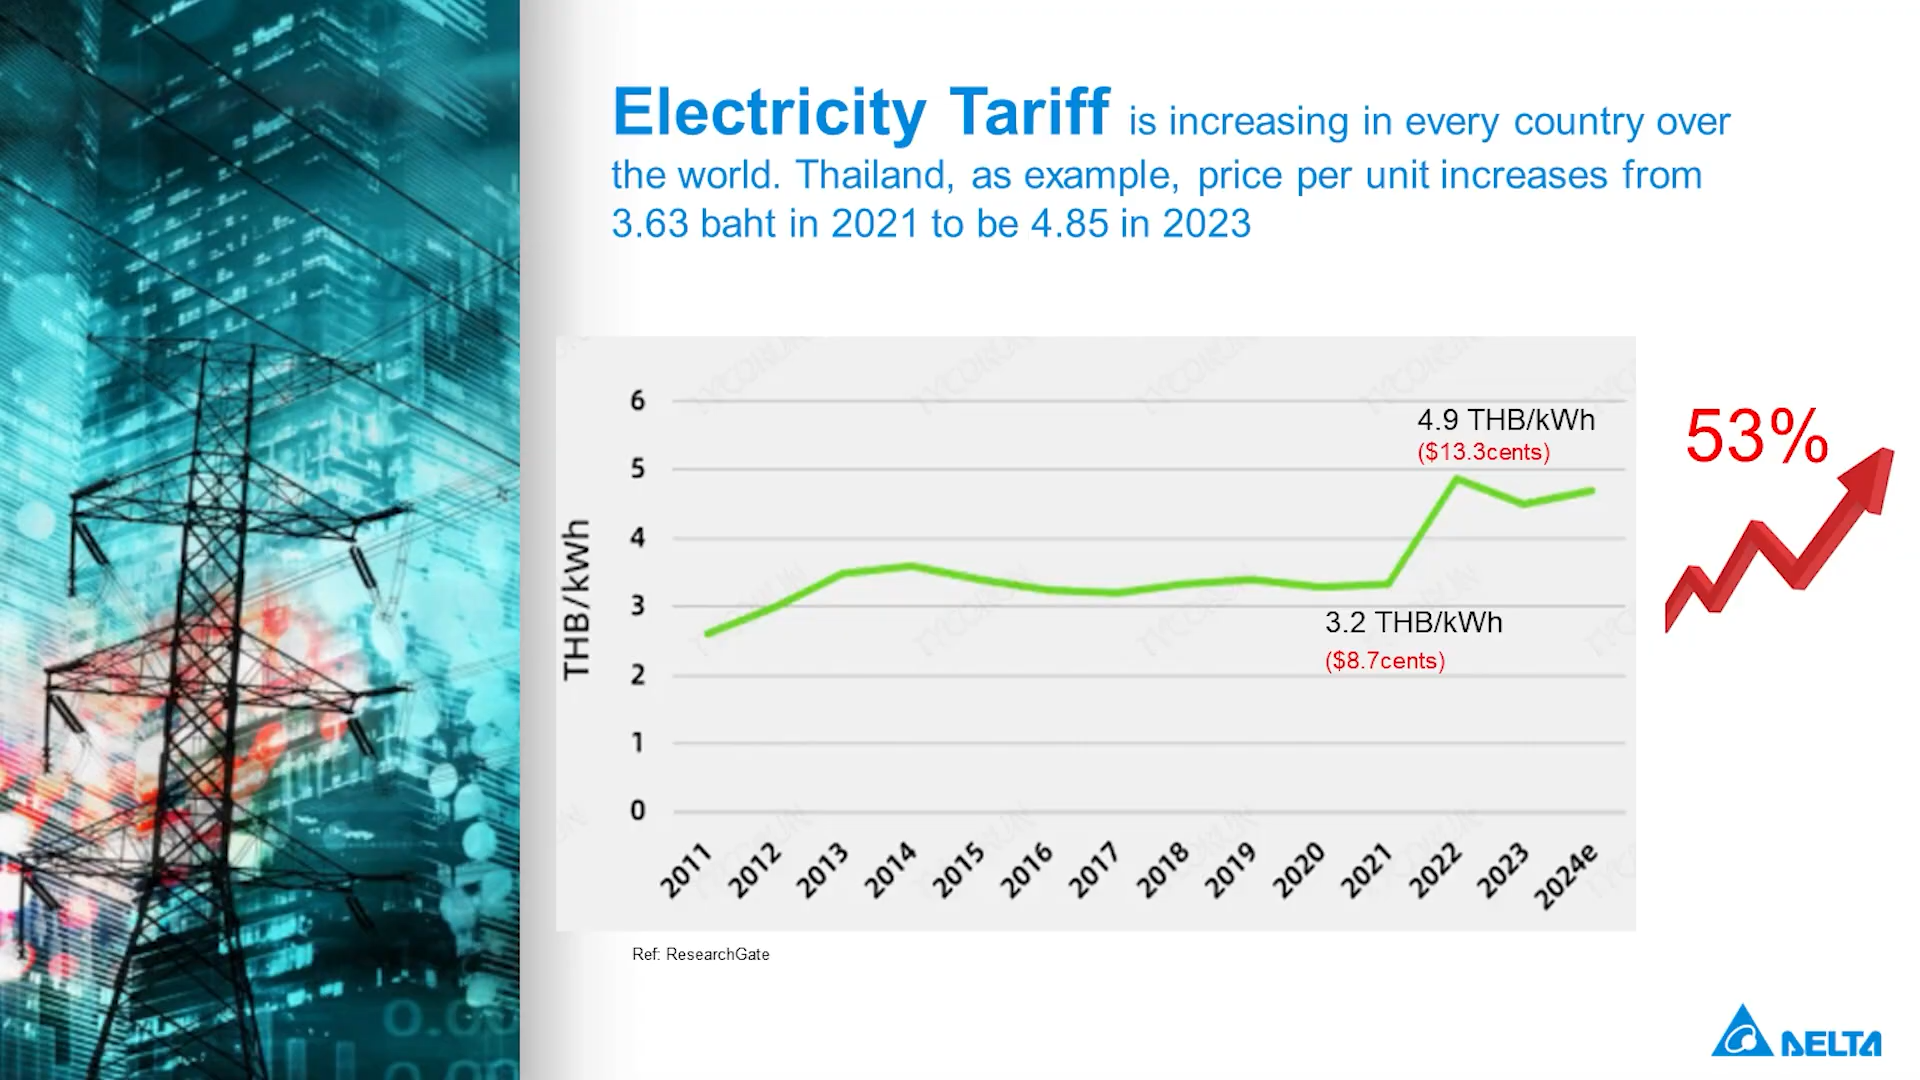 Electricity Tariff is increasing in every country over
the world. Thailand, as example, price per unit increases from
3.63 baht in 2021 to be 4.85 in 2023
THB/kWh
6
5
4
3
2
1
0
4.9 THB/kWh
($13.3cents)
3.2 THB/kWh
($8.7cents)
53%
2011
2012
2013
2014
2015
2016
2017
2018
2019
2020
2021
2022
2023
2024e
Ref: ResearchGate
DELTA